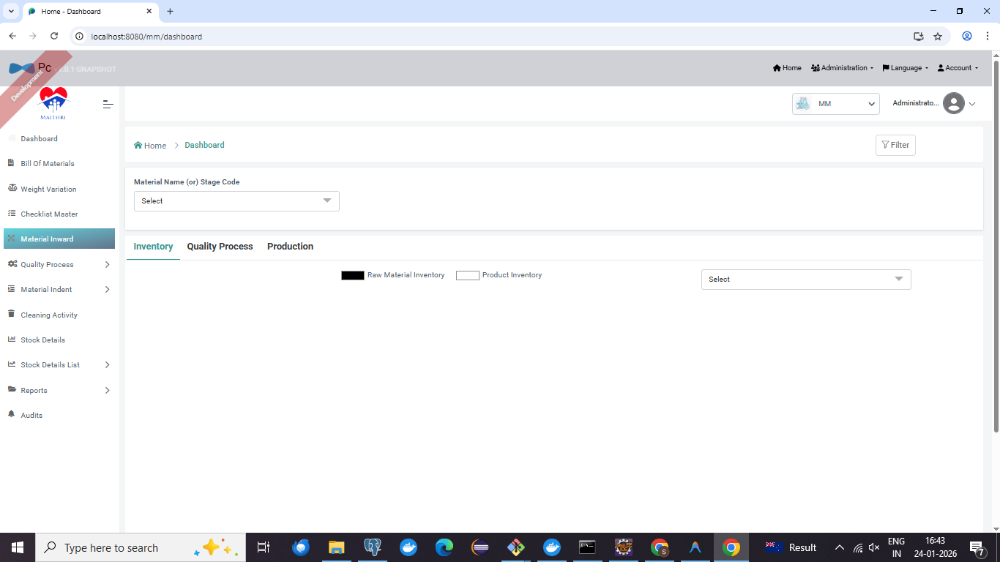 Home - Dashboard
localhost:8080/mm/dashboard
Pc
.0.1-SNAPSHOT
Development
Home
Administration
Language
Account
MAITHRI
MM
Administrato...
Dashboard
Bill Of Materials
Weight Variation
Checklist Master
Material Inward
Quality Process
Material Indent
Cleaning Activity
Stock Details
Stock Details List
Reports
Audits
Home
Dashboard
Filter
Material Name (or) Stage Code
Select
Inventory
Quality Process
Production
Raw Material Inventory
Product Inventory
Select
Type here to search
Result
ENG
IN
16:43
24-01-2026
7